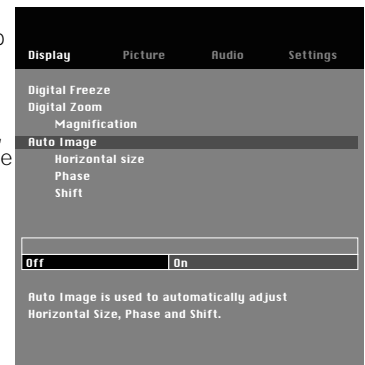 Display Picture Audio Settings
Digital Freeze
Digital Zoom
Magnification
Auto Image
Horizontal size
Phase
Shift
Off On
Auto Image is used to automatically adjust
Horizontal Size, Phase and Shift.